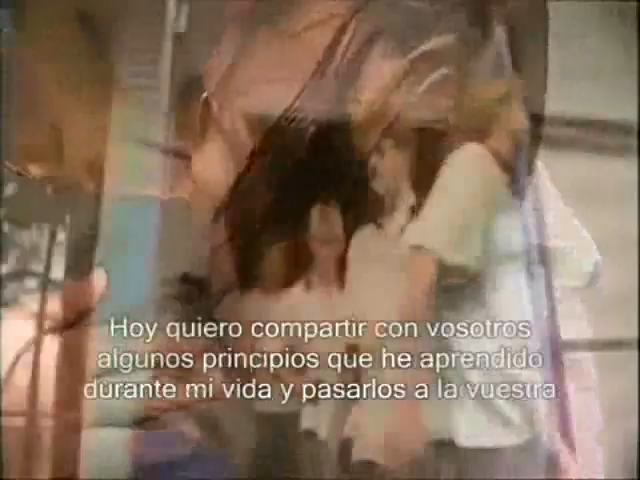 Hoy quiero compartir con vosotros
algunos principios que he aprendido
durante mi vida y pasarlos a la vuestra